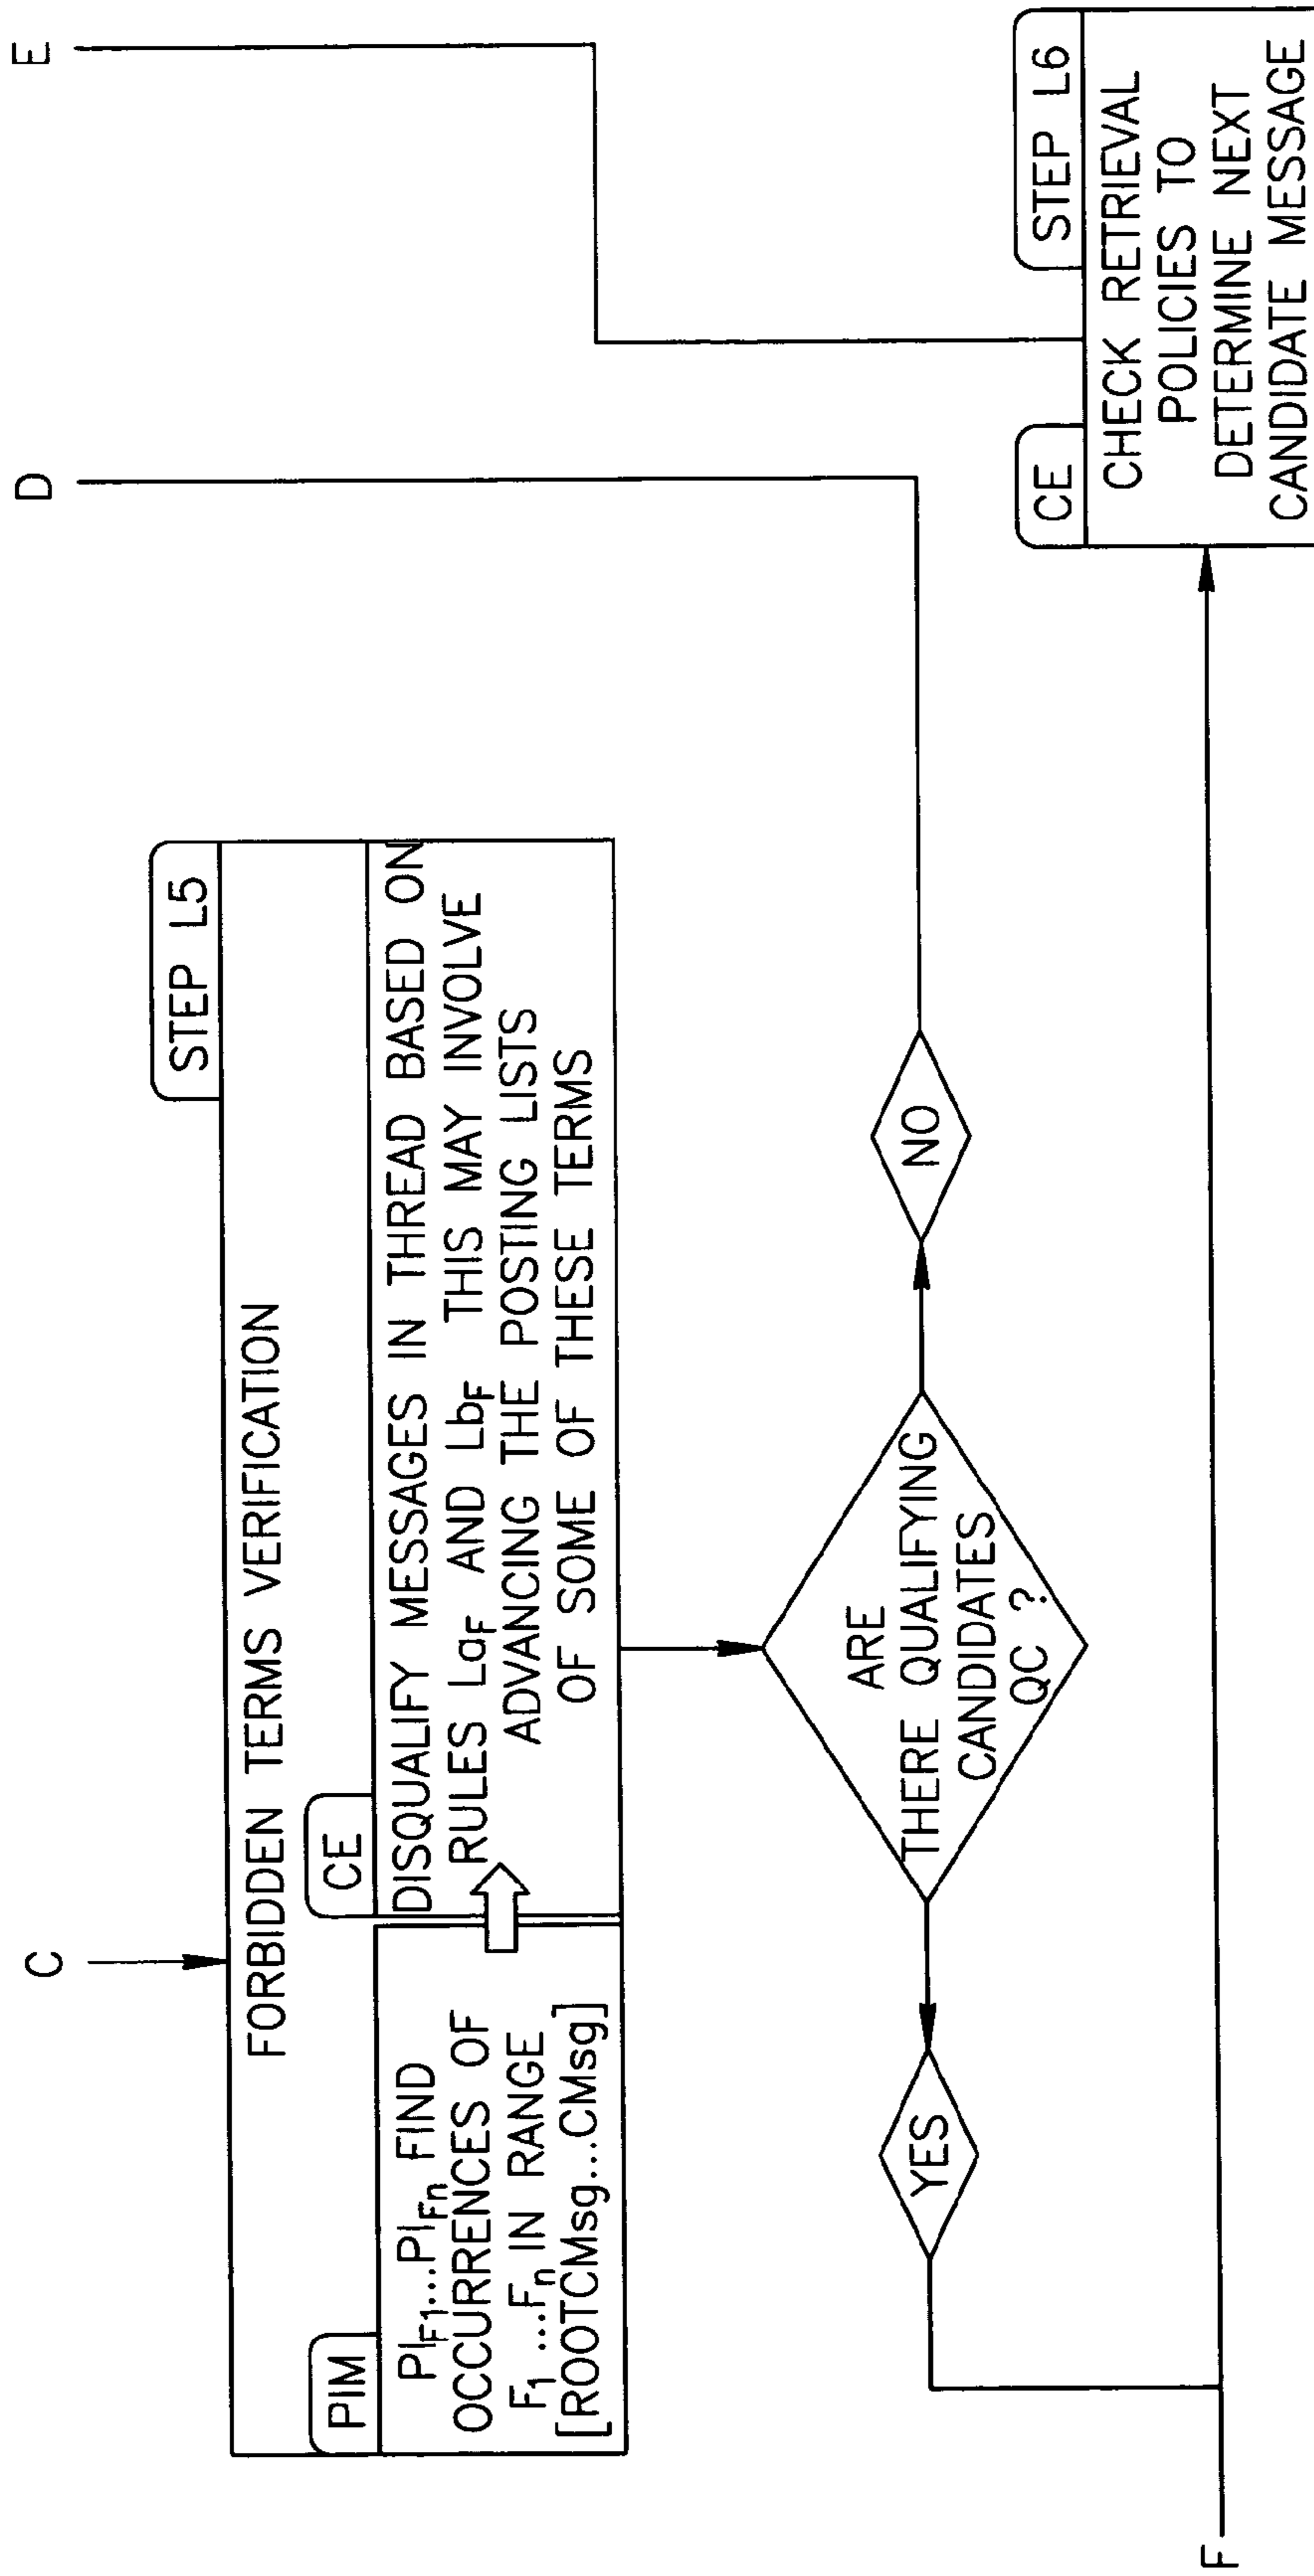 C
D
E
STEP L5
FORBIDDEN TERMS VERIFICATION
PIM
PI_F1...PI_Fn FIND
OCCURRENCES OF
F_1 ...F_n IN RANGE
[ROOTCMsg...CMsg]
CE
DISQUALIFY MESSAGES IN THREAD BASED ON
RULES La_F AND Lb_F THIS MAY INVOLVE
ADVANCING THE POSTING LISTS
OF SOME OF THESE TERMS
ARE
THERE QUALIFYING
CANDIDATES
QC ?
YES
NO
F
CE
STEP L6
CHECK RETRIEVAL
POLICIES TO
DETERMINE NEXT
CANDIDATE MESSAGE